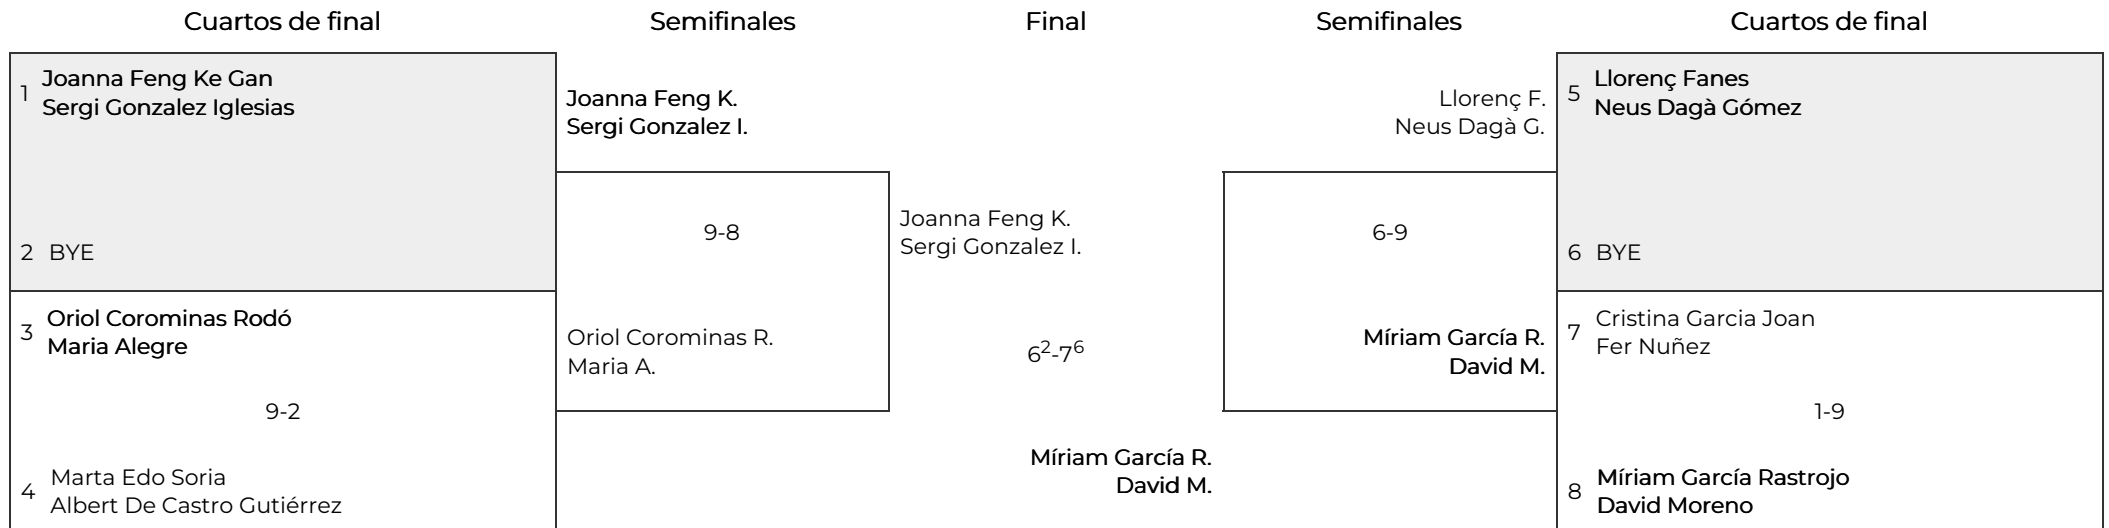 Cuartos de final
Semifinales
Final
Semifinales
Cuartos de final
1
Joanna Feng Ke Gan
Sergi Gonzalez Iglesias
2 BYE
3
Oriol Corominas Rodó
Maria Alegre
9-2
4
Marta Edo Soria
Albert De Castro Gutiérrez
Joanna Feng K.
Sergi Gonzalez I.
9-8
Oriol Corominas R.
Maria A.
Joanna Feng K.
Sergi Gonzalez I.
6²-7⁶
Míriam García R.
David M.
Llorenç F.
Neus Dagà G.
6-9
Míriam García R.
David M.
5
Llorenç Fanes
Neus Dagà Gómez
6 BYE
7
Cristina Garcia Joan
Fer Nuñez
1-9
8
Míriam García Rastrojo
David Moreno